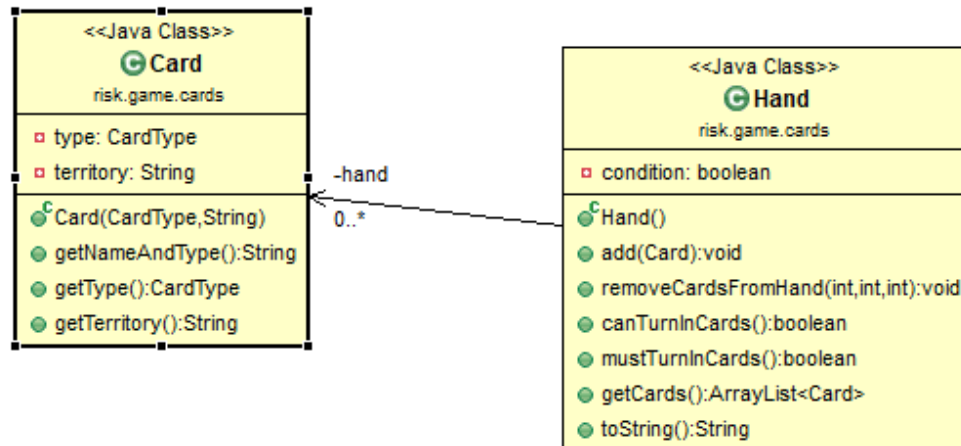 <<Java Class>>
Card
risk.game.cards
type: CardType
territory: String
Card(CardType,String)
getNameAndType():String
getType():CardType
getTerritory():String
-hand
0..*
<<Java Class>>
Hand
risk.game.cards
condition: boolean
Hand()
add(Card):void
removeCardsFromHand(int,int,int):void
canTurnInCards():boolean
mustTurnInCards():boolean
getCards():ArrayList<Card>
toString():String